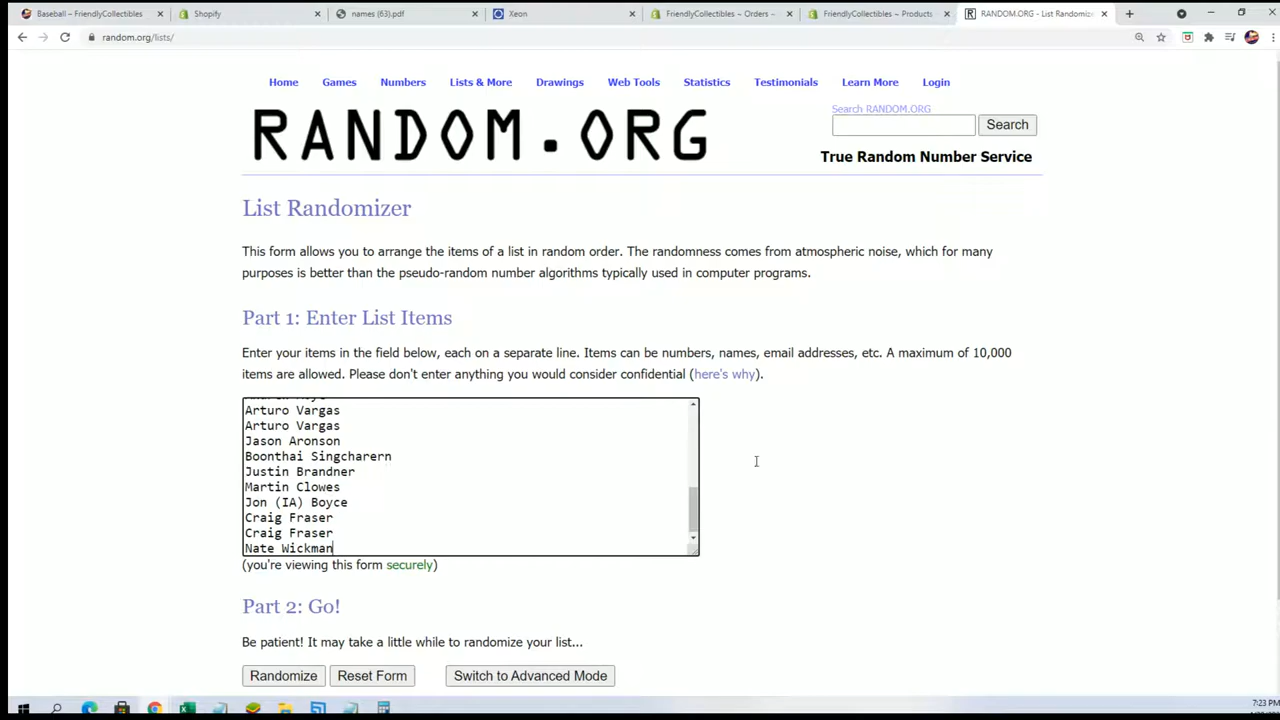 Baseball – FriendlyCollectibles
Shopify
names (63).pdf
Xeon
FriendlyCollectibles ~ Orders ~
FriendlyCollectibles ~ Products
RANDOM.ORG - List Randomize
random.org/lists/
Home Games Numbers Lists & More Drawings Web Tools Statistics Testimonials Learn More Login
RANDOM.ORG
Search RANDOM.ORG
Search
True Random Number Service
List Randomizer
This form allows you to arrange the items of a list in random order. The randomness comes from atmospheric noise, which for many
purposes is better than the pseudo-random number algorithms typically used in computer programs.
Part 1: Enter List Items
Enter your items in the field below, each on a separate line. Items can be numbers, names, email addresses, etc. A maximum of 10,000
items are allowed. Please don't enter anything you would consider confidential (here's why).
Arturo Vargas
Arturo Vargas
Jason Aronson
Boonthai Singcharern
Justin Brandner
Martin Clowes
Jon (IA) Boyce
Craig Fraser
Craig Fraser
Nate Wickman
(you're viewing this form securely)
Part 2: Go!
Be patient! It may take a little while to randomize your list...
Randomize Reset Form Switch to Advanced Mode
7:23 PM